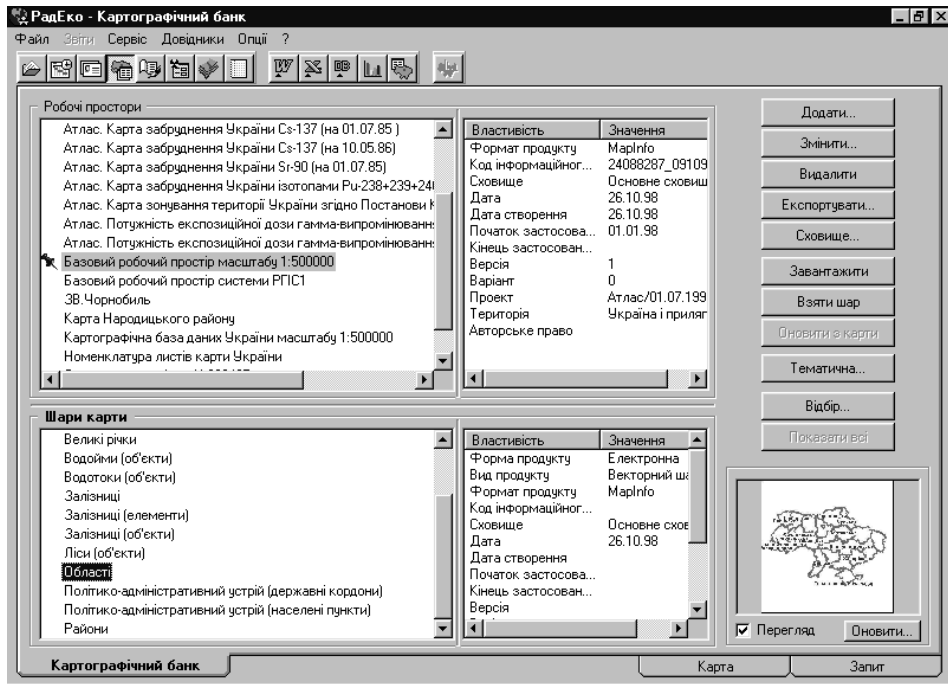 РадЕко - Картографічний банк
Файл Звіти Сервіс Довідники Опції ?
Робочі простори
Атлас. Карта забруднення України Cs-137 (на 01.07.85 )
Атлас. Карта забруднення України Cs-137 (на 10.05.86)
Атлас. Карта забруднення України Sr-90 (на 01.07.85)
Атлас. Карта забруднення України ізотопами Pu-238+239+24
Атлас. Карта зонування території України згідно Постанови К
Атлас. Потужність експозиційної дози гамма-випромінюванн
Атлас. Потужність експозиційної дози гамма-випромінюванн
Базовий робочий простір масштабу 1:500000
Базовий робочий простір системи РГІС1
ЗВ.Чорнобиль
Карта Народицького району
Картографічна база даних України масштабу 1:500000
Номенклатура листів карти України
Властивість Значення
Формат продукту MapInfo
Код інформаційног... 24088287_09109
Сховище Основне сховищ
Дата 26.10.98
Дата створення 26.10.98
Початок застосова... 01.01.98
Кінець застосован...
Версія 1
Варіант 0
Проект Атлас/01.07.199
Територія Україна і приляг
Авторське право
Додати...
Змінити...
Видалити
Експортувати...
Сховище...
Завантажити
Взяти шар
Оновити з карти
Тематична...
Відбір...
Показати всі
Шари карти
Великі річки
Водойми (об'єкти)
Водотоки (об'єкти)
Залізниці
Залізниці (елементи)
Залізниці (об'єкти)
Ліси (об'єкти)
Області
Політико-адміністративний устрій (державні кордони)
Політико-адміністративний устрій (населені пункти)
Райони
Властивість Значення
Форма продукту Електронна
Вид продукту Векторний ша
Формат продукту MapInfo
Код інформаційног...
Сховище Основне схов
Дата 26.10.98
Дата створення
Початок застосова...
Кінець застосован...
Версія
Перегляд Оновити...
Картографічний банк Карта Запит